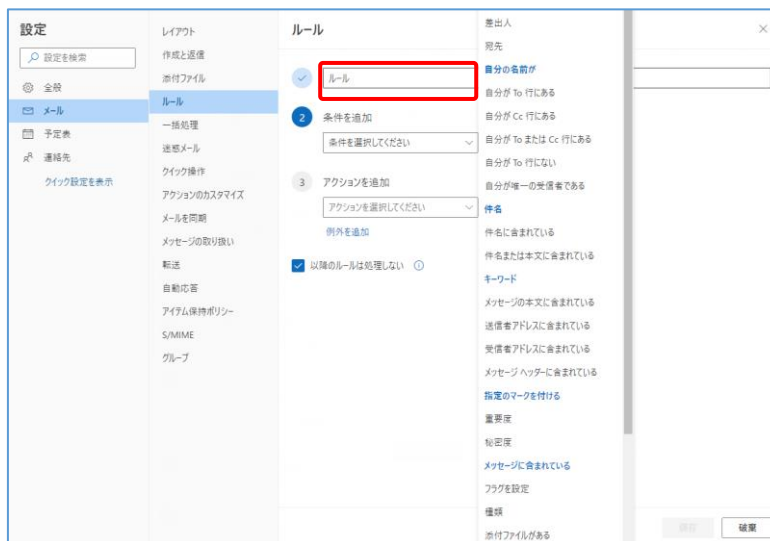 設定
設定を検索
全般
メール
予定表
連絡先
クイック設定を表示
レイアウト
作成と返信
添付ファイル
ルール
一括処理
迷惑メール
クイック操作
アクションのカスタマイズ
メールを同期
メッセージの取り扱い
転送
自動応答
アイテム保持ポリシー
S/MIME
グループ
ルール
ルール
2 条件を追加
条件を選択してください
3 アクションを追加
アクションを選択してください
例外を追加
以降のルールは処理しない
差出人
宛先
自分の名前が
自分が To 行にある
自分が Cc 行にある
自分が To または Cc 行にある
自分が To 行にない
自分が唯一の受信者である
件名
件名に含まれている
件名または本文に含まれている
キーワード
メッセージの本文に含まれている
送信者アドレスに含まれている
受信者アドレスに含まれている
メッセージ ヘッダーに含まれている
指定のマークを付ける
重要度
秘密度
メッセージに含まれている
フラグを設定
種類
添付ファイルがある
保存
破棄